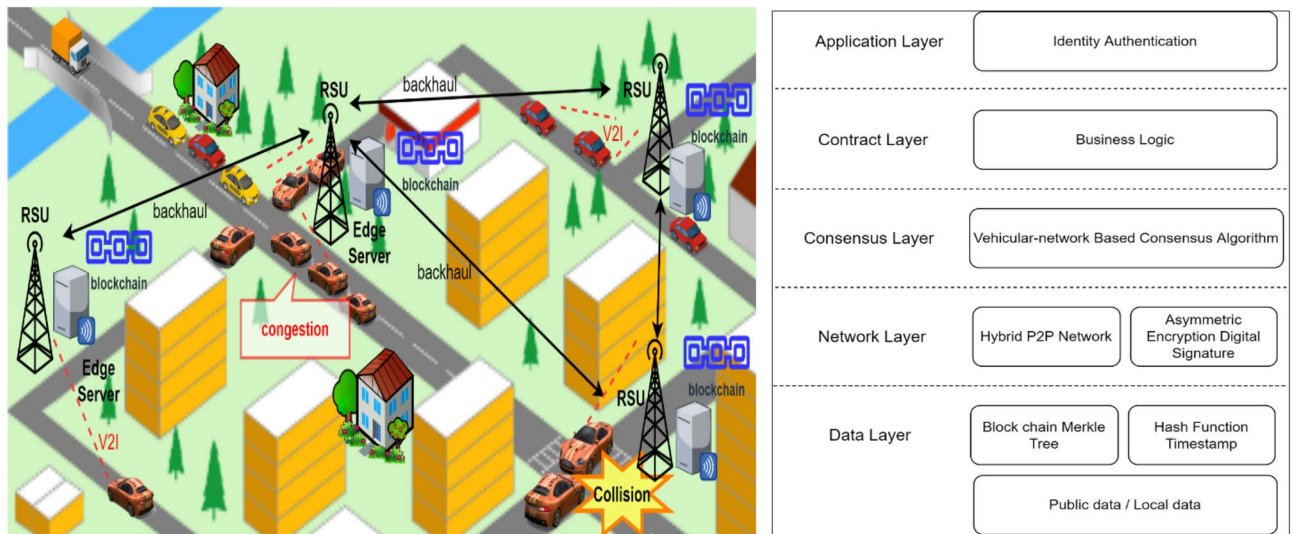 backhaul
RSU
RSU
V2I
blockchain
backhaul
RSU
Edge
Server
blockchain
backhaul
congestion
Edge
Server
V2I
RSU
blockchain
Collision
Application Layer
Identity Authentication
Contract Layer
Business Logic
Consensus Layer
Vehicular-network Based Consensus Algorithm
Network Layer
Hybrid P2P Network
Asymmetric
Encryption Digital
Signature
Data Layer
Block chain Merkle
Tree
Hash Function
Timestamp
Public data / Local data
blockchain